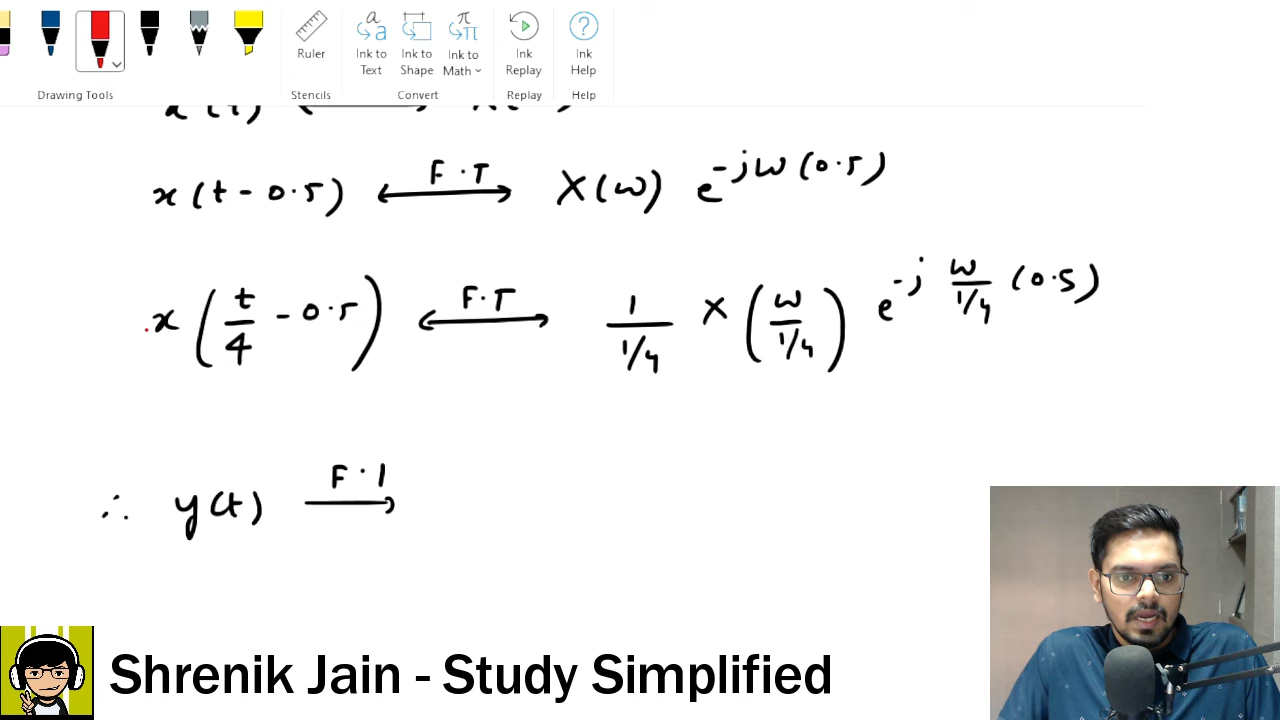 Ruler
Ink to Text
Ink to Shape
Ink to Math
Ink Replay
Ink Help
Drawing Tools
Stencils
Convert
Replay
Help
x(t - 0.5) ⟷ F.T X(ω) e^{-jω(0.5)}
x(t/4 - 0.5) ⟷ F.T 1/(1/4) X(ω/(1/4)) e^{-j ω/(1/4) (0.5)}
∴ y(t) → F.
Shrenik Jain - Study Simplified